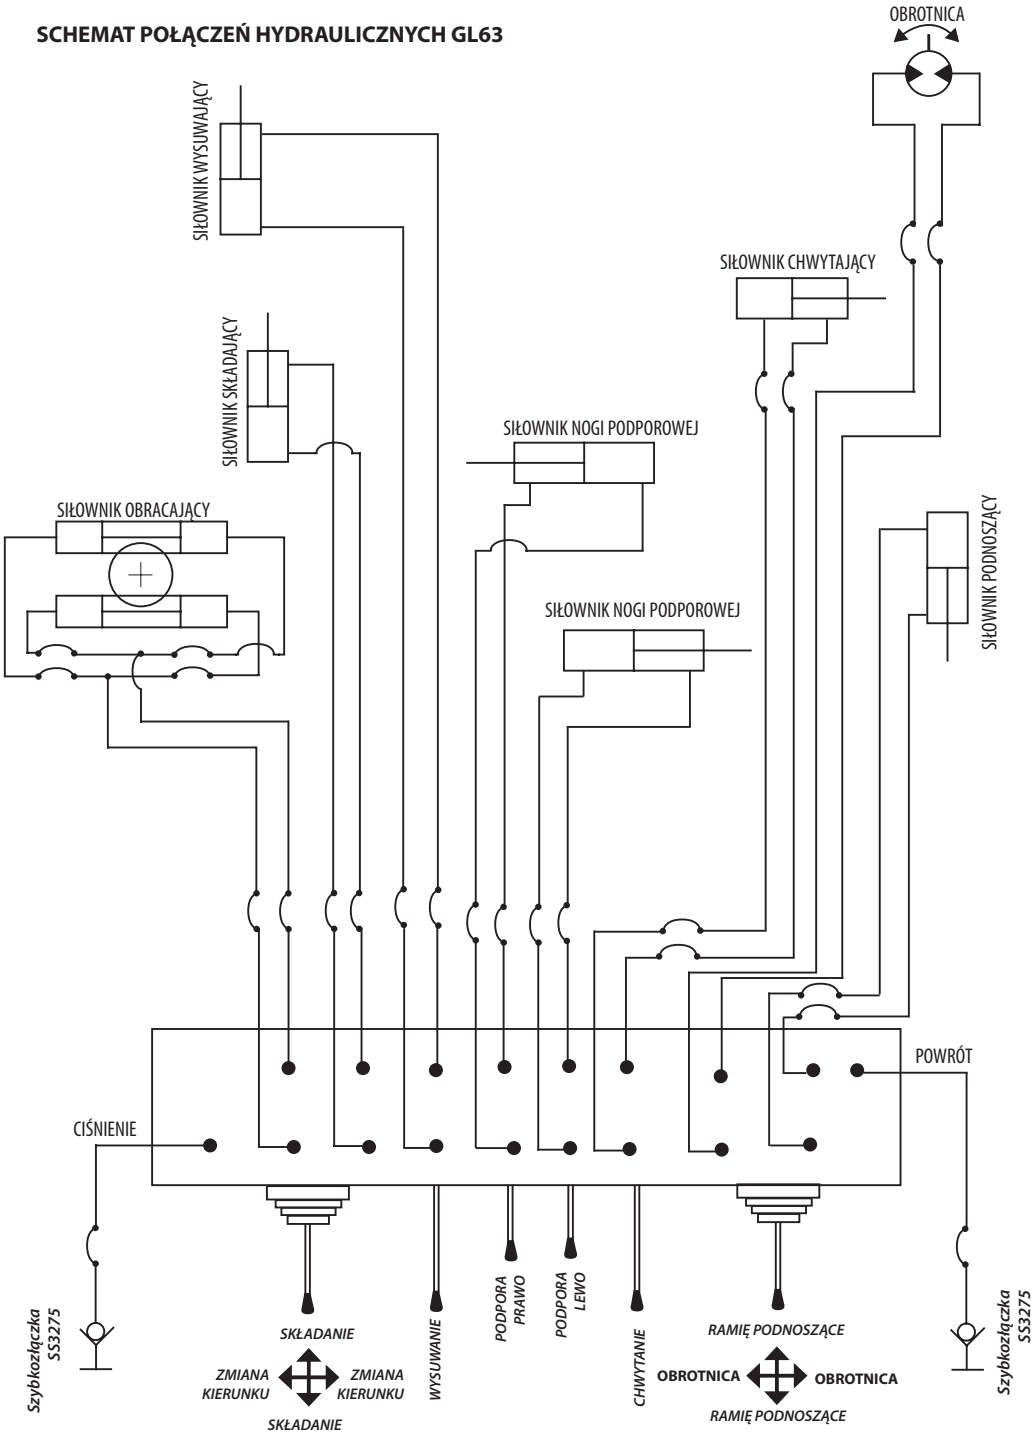 SCHEMAT POŁĄCZEŃ HYDRAULICZNYCH GL63
OBROTNICA
SIŁOWNIK WYSUWAJĄCY
SIŁOWNIK CHWYTAJĄCY
SIŁOWNIK SKŁADAJĄCY
SIŁOWNIK NOGI PODPOROWEJ
SIŁOWNIK OBRACAJĄCY
SIŁOWNIK PODNOSZĄCY
SIŁOWNIK NOGI PODPOROWEJ
POWRÓT
CIŚNIENIE
Szybkozłączka
SS3275
SKŁADANIE
ZMIANA
KIERUNKU
ZMIANA
KIERUNKU
SKŁADANIE
WYSUWANIE
PODPORA
PRAWO
PODPORA
LEWO
CHWYTANIE
RAMIĘ PODNOSZĄCE
OBROTNICA
OBROTNICA
RAMIĘ PODNOSZĄCE
Szybkozłączka
SS3275